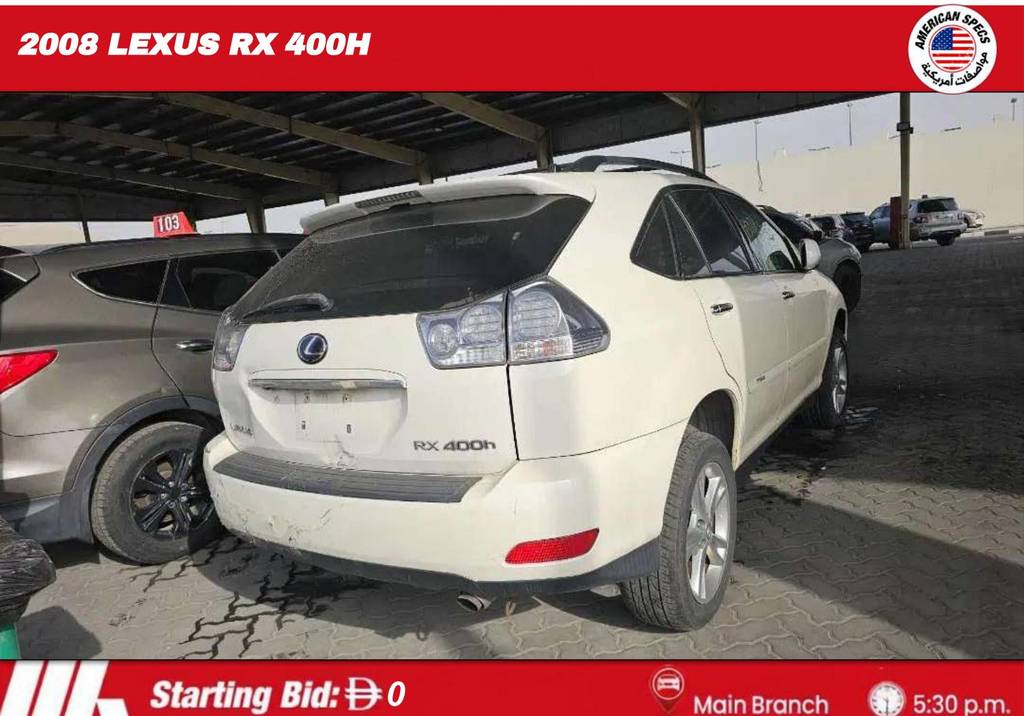 2008 LEXUS RX 400H
AMERICAN SPECS
مواصفات أمريكية
103
RX 400h
Starting Bid: 0
Main Branch
5:30 p.m.